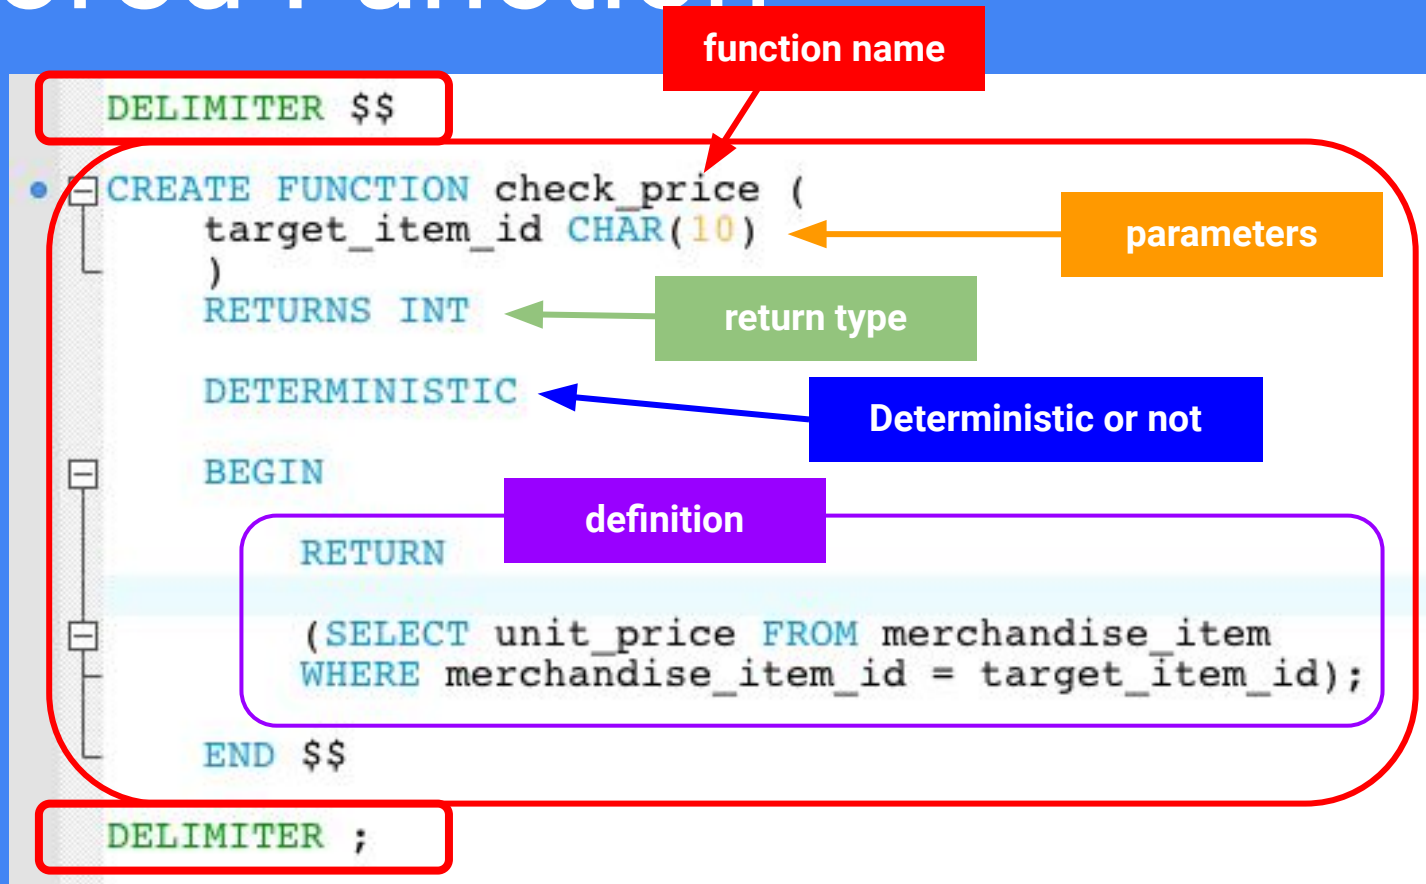 Function
function name
DELIMITER $$
CREATE FUNCTION check_price (
target_item_id CHAR(10)
parameters
)
RETURNS INT
return type
DETERMINISTIC
Deterministic or not
BEGIN
definition
RETURN
(SELECT unit_price FROM merchandise_item
WHERE merchandise_item_id = target_item_id);
END $$
DELIMITER ;